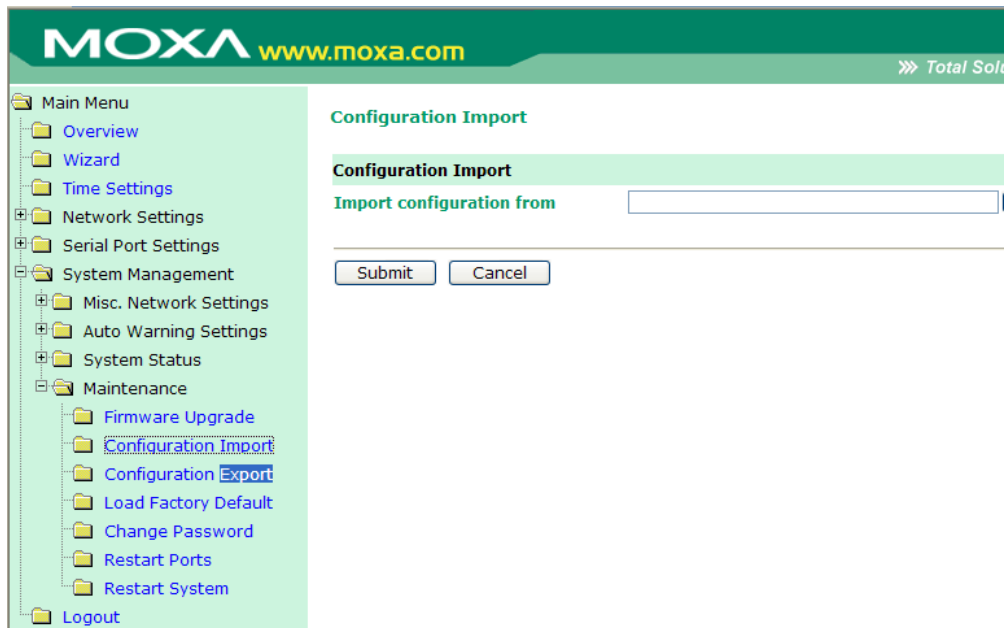 MOXA www.moxa.com
Total Solu
Main Menu
Overview
Wizard
Time Settings
Network Settings
Serial Port Settings
System Management
Misc. Network Settings
Auto Warning Settings
System Status
Maintenance
Firmware Upgrade
Configuration Import
Configuration Export
Load Factory Default
Change Password
Restart Ports
Restart System
Logout
Configuration Import
Configuration Import
Import configuration from
Submit Cancel